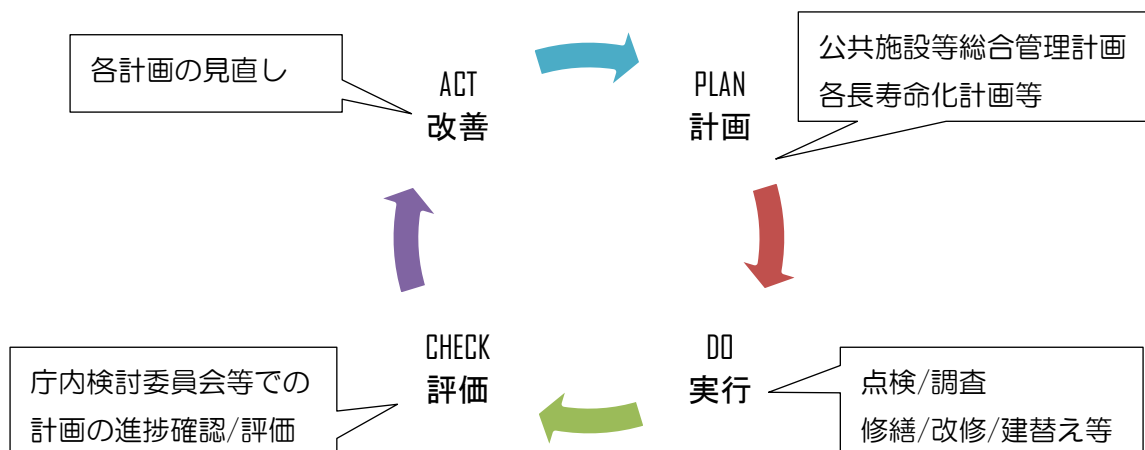 各計画の見直し
ACT
改善
PLAN
計画
公共施設等総合管理計画
各長寿命化計画等
庁内検討委員会等での
計画の進捗確認/評価
CHECK
評価
DO
実行
点検/調査
修繕/改修/建替え等